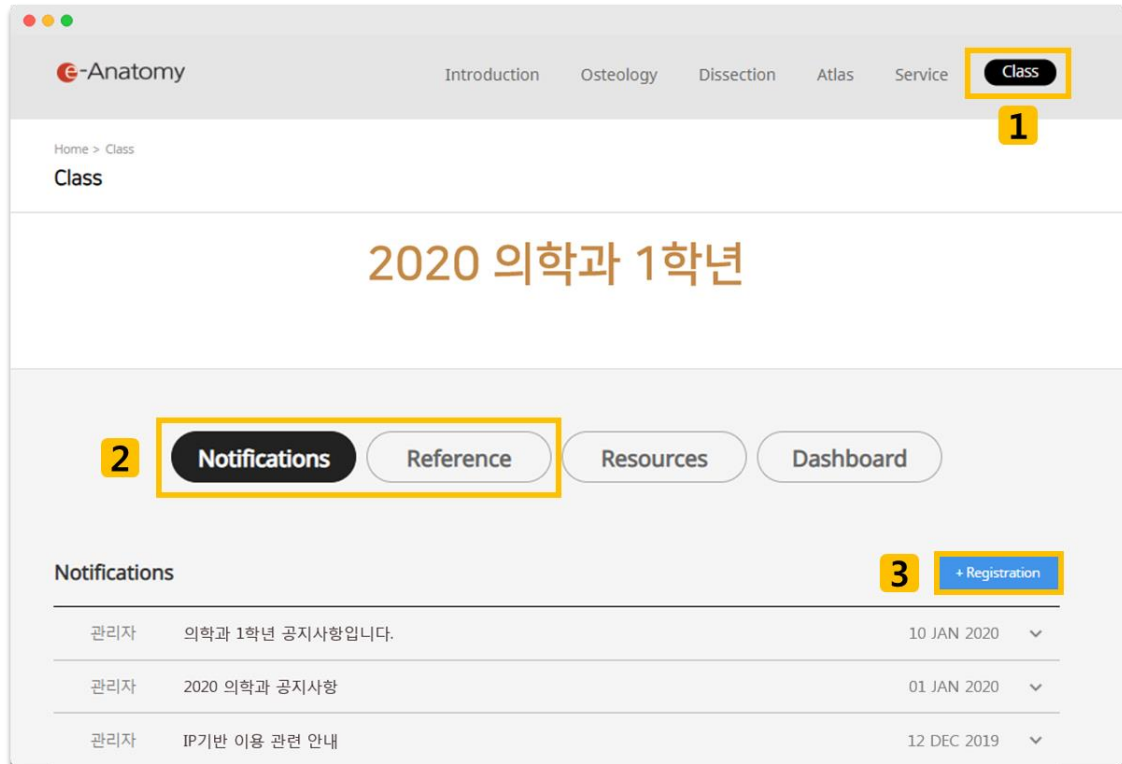 e-Anatomy Introduction Osteology Dissection Atlas Service Class
1
Home > Class
Class
2020 의학과 1학년
2 Notifications Reference Resources Dashboard
Notifications 3 + Registration
관리자 의학과 1학년 공지사항입니다. 10 JAN 2020
관리자 2020 의학과 공지사항 01 JAN 2020
관리자 IP기반 이용 관련 안내 12 DEC 2019